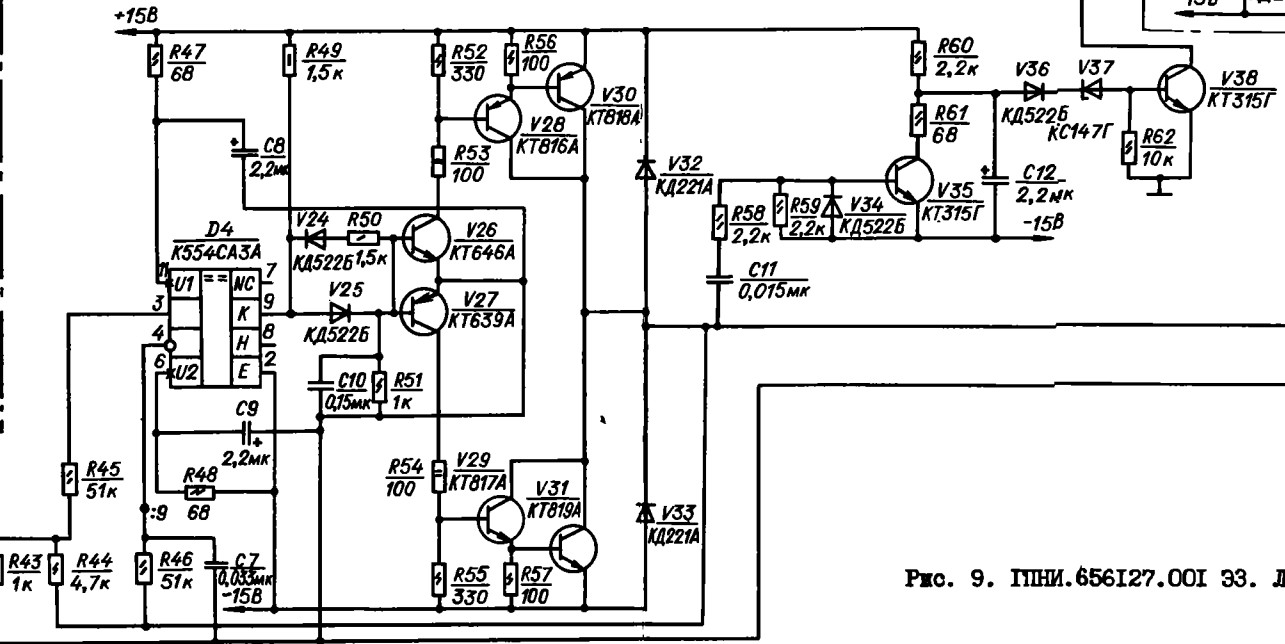 +15В
R47
68
R49
1,5к
R52
330
R56
100
V30
КТ818А
V28
КТ816А
C8
2,2мк
+
R53
100
V32
КД221А
R60
2,2к
V36
КД522Б
V37
КС147Г
V38
КТ315Г
R61
68
R62
10к
V35
КТ315Г
C12
2,2мк
+
-15В
R58
2,2к
R59
2,2к
V34
КД522Б
C11
0,015мк
D4
К554СА3А
V24
КД522Б
R50
1,5к
V26
КТ646А
11
U1
==
NC
7
3
K
9
4
H
8
6
U2
E
2
V25
КД522Б
V27
КТ639А
C10
0,15мк
R51
1к
C9
2,2мк
+
R48
68
R45
51к
:9
R54
100
V29
КТ817А
V31
КТ819А
V33
КД221А
R43
1к
R44
4,7к
R46
51к
C7
0,033мк
-15В
R55
330
R57
100
Рис. 9. ГПНИ.656127.001 ЭЗ.